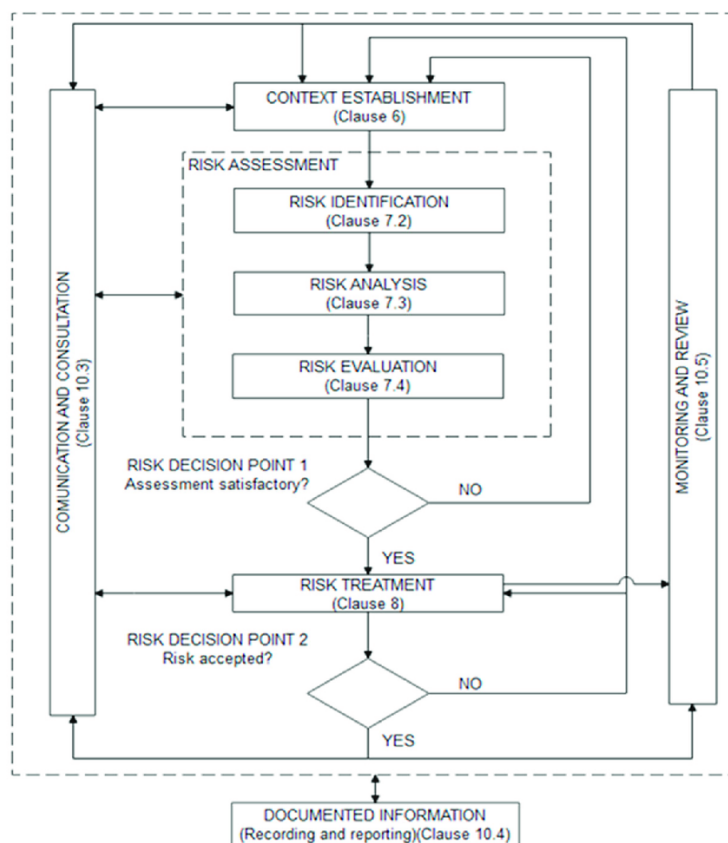 CONTEXT ESTABLISHMENT
(Clause 6)
RISK ASSESSMENT
RISK IDENTIFICATION
(Clause 7.2)
RISK ANALYSIS
(Clause 7.3)
RISK EVALUATION
(Clause 7.4)
COMUNICATION AND CONSULTATION
(Clause 10.3)
MONITORING AND REVIEW
(Clause 10.5)
RISK DECISION POINT 1
Assessment satisfactory?
NO
YES
RISK TREATMENT
(Clause 8)
RISK DECISION POINT 2
Risk accepted?
NO
YES
DOCUMENTED INFORMATION
(Recording and reporting)(Clause 10.4)